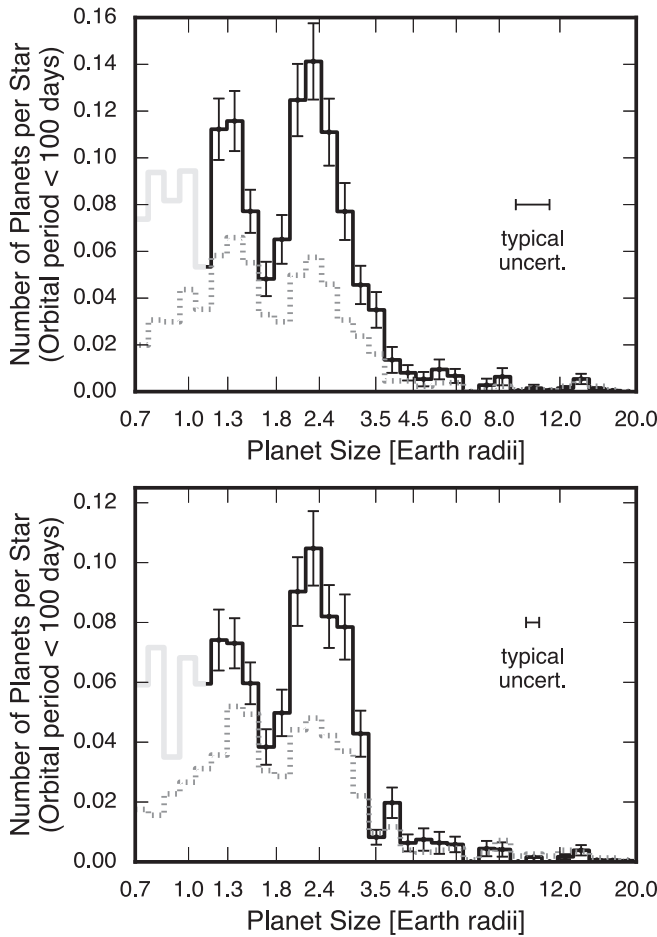 0.16
0.14
0.12
0.10
0.08
0.06
0.04
0.02
0.00
Number of Planets per Star
(Orbital period < 100 days)
typical
uncert.
0.7 1.0 1.3 1.8 2.4 3.5 4.5 6.0 8.0 12.0 20.0
Planet Size [Earth radii]
0.12
0.10
0.08
0.06
0.04
0.02
0.00
Number of Planets per Star
(Orbital period < 100 days)
typical
uncert.
0.7 1.0 1.3 1.8 2.4 3.5 4.5 6.0 8.0 12.0 20.0
Planet Size [Earth radii]